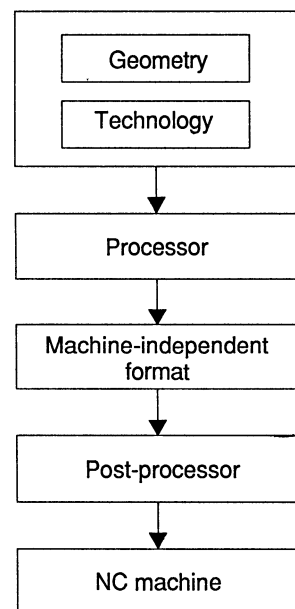 Geometry
Technology
Processor
Machine-independent
format
Post-processor
NC machine